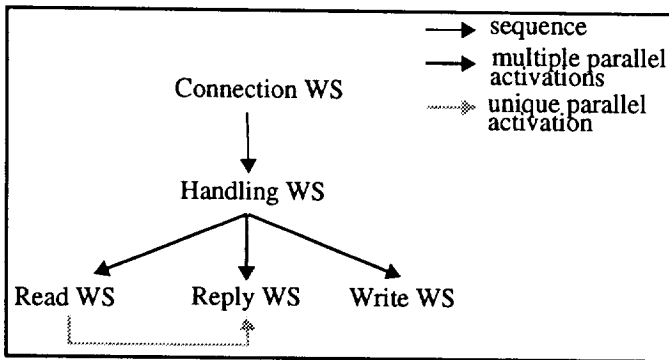 sequence
multiple parallel
activations
unique parallel
activation
Connection WS
Handling WS
Read WS Reply WS Write WS